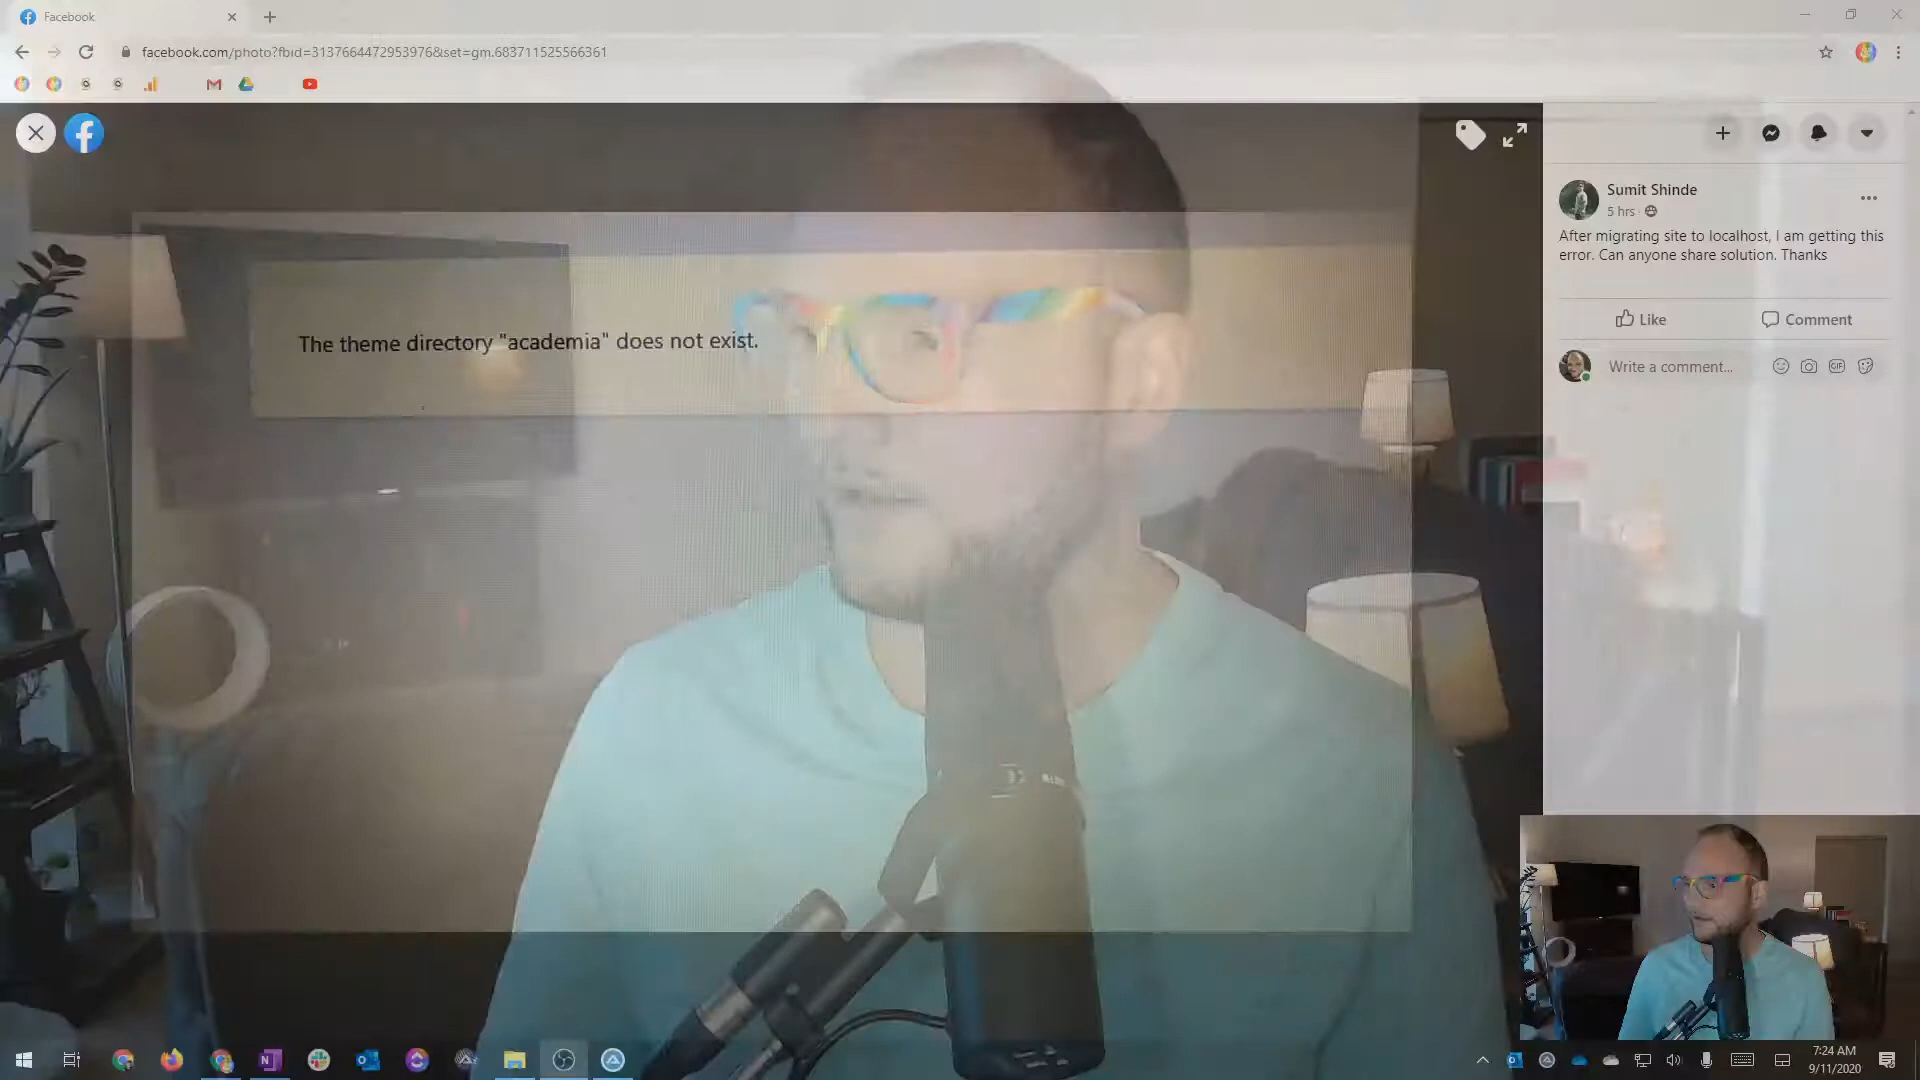 Facebook
facebook.com/photo?fbid=3137664472953976&set=gm.683711525566361
Sumit Shinde
5 hrs
After migrating site to localhost, I am getting this
error. Can anyone share solution. Thanks
The theme directory "academia" does not exist.
Like
Comment
Write a comment...
GIF
7:24 AM
9/11/2020